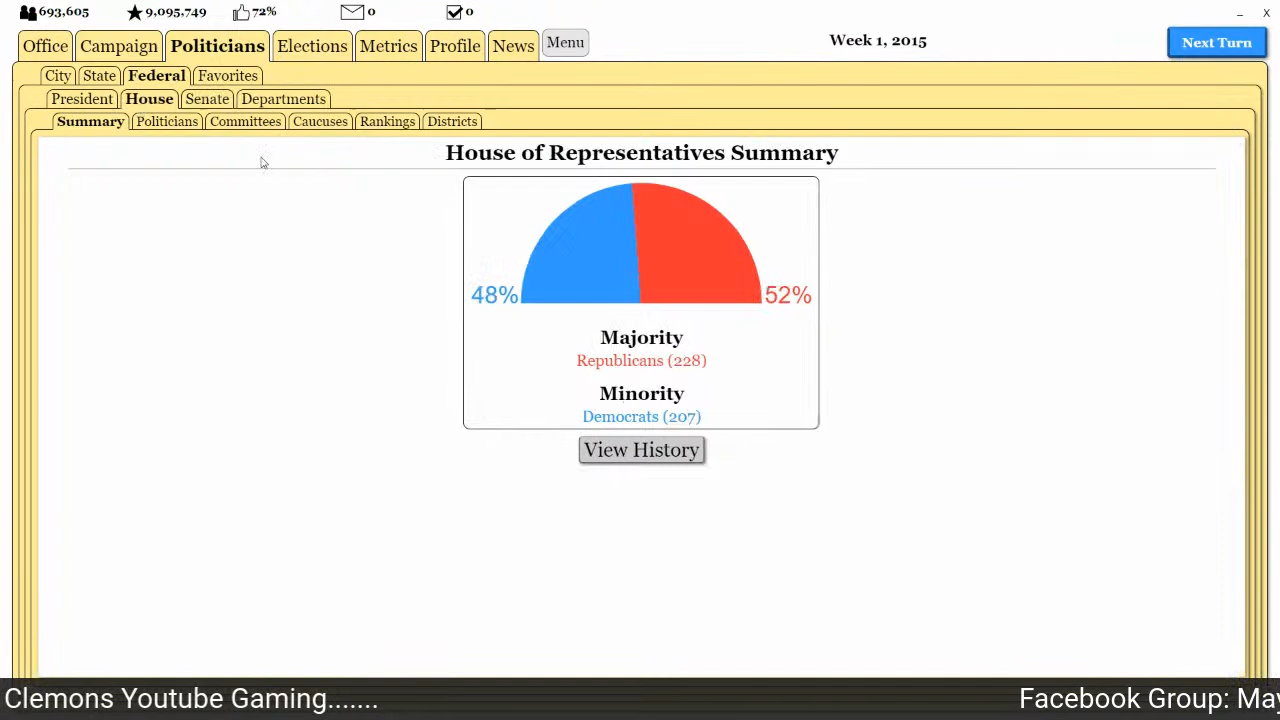 693,605 9,095,749 72% 0 0 _ X
Office Campaign Politicians Elections Metrics Profile News Menu Week 1, 2015 Next Turn
City State Federal Favorites
President House Senate Departments
Summary Politicians Committees Caucuses Rankings Districts
House of Representatives Summary
48% 52%
Majority
Republicans (228)
Minority
Democrats (207)
View History
Clemons Youtube Gaming....... Facebook Group: May